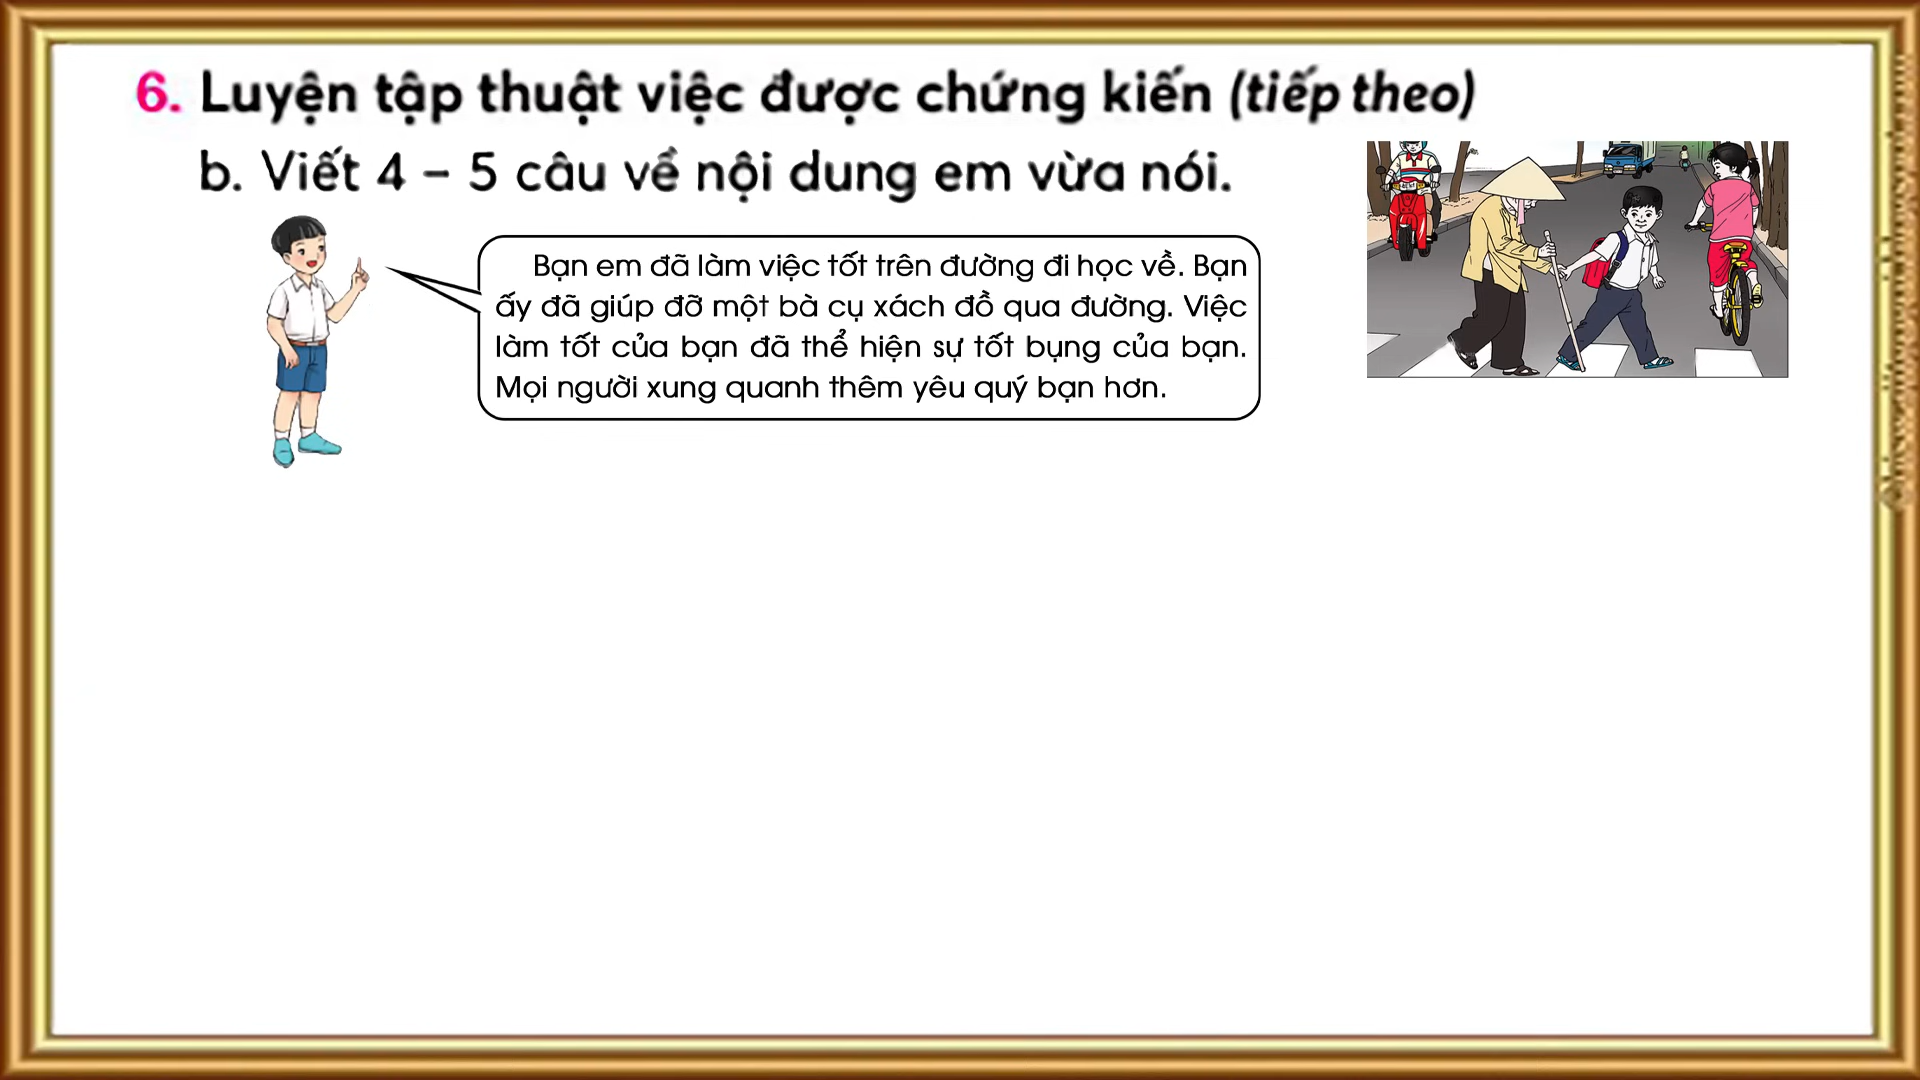 6. Luyện tập thuật việc được chứng kiến (tiếp theo)
b. Viết 4 – 5 câu về nội dung em vừa nói.
Bạn em đã làm việc tốt trên đường đi học về. Bạn
ấy đã giúp đỡ một bà cụ xách đồ qua đường. Việc
làm tốt của bạn đã thể hiện sự tốt bụng của bạn.
Mọi người xung quanh thêm yêu quý bạn hơn.